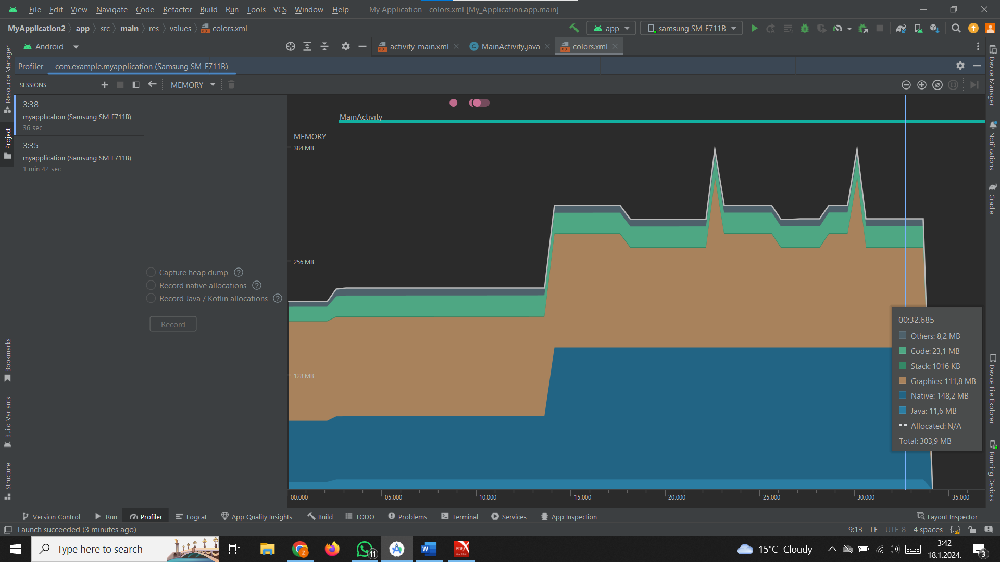 File Edit View Navigate Code Refactor Build Run Tools VCS Window Help My Application - colors.xml [My_Application.app.main]
MyApplication2 app src main res values colors.xml app samsung SM-F711B
Android activity_main.xml MainActivity.java colors.xml
Profiler com.example.myapplication (Samsung SM-F711B)
SESSIONS MEMORY
3:38
myapplication (Samsung SM-F711B)
36 sec
3:35
myapplication (Samsung SM-F711B)
1 min 42 sec
Capture heap dump ?
Record native allocations ?
Record Java / Kotlin allocations ?
Record
MainActivity
MEMORY
384 MB
256 MB
128 MB
00:32.685
Others: 8,2 MB
Code: 23,1 MB
Stack: 1016 KB
Graphics: 111,8 MB
Native: 148,2 MB
Java: 11,6 MB
Allocated: N/A
Total: 303,9 MB
00.000 05.000 10.000 15.000 20.000 25.000 30.000 35.000
Resource Manager
Project
Bookmarks
Build Variants
Structure
Device Manager
Notifications
Gradle
Device File Explorer
Running Devices
Version Control Run Profiler Logcat App Quality Insights Build TODO Problems Terminal Services App Inspection Layout Inspector
Launch succeeded (3 minutes ago) 9:13 LF UTF-8 4 spaces
Type here to search 11 15°C Cloudy 3:42
18.1.2024. 3